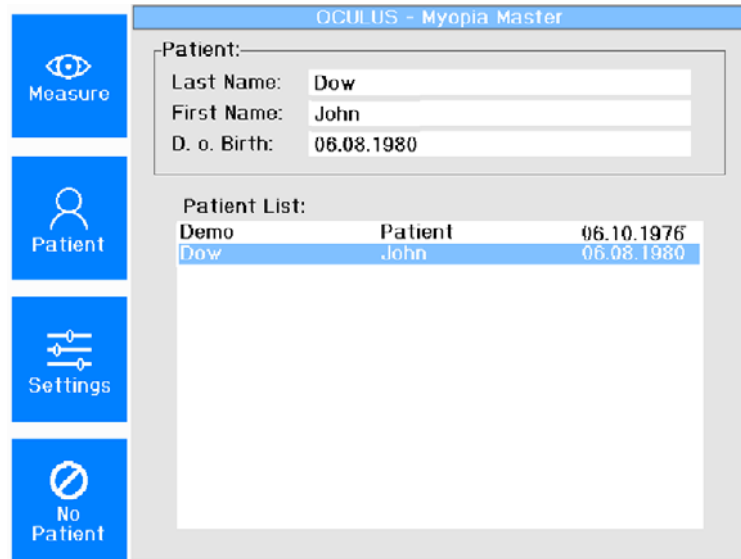 OCULUS - Myopia Master
Measure
Patient
Settings
No
Patient
Patient:
Last Name: Dow
First Name: John
D. o. Birth: 06.08.1980
Patient List:
Demo Patient 06.10.1976
Dow John 06.08.1980